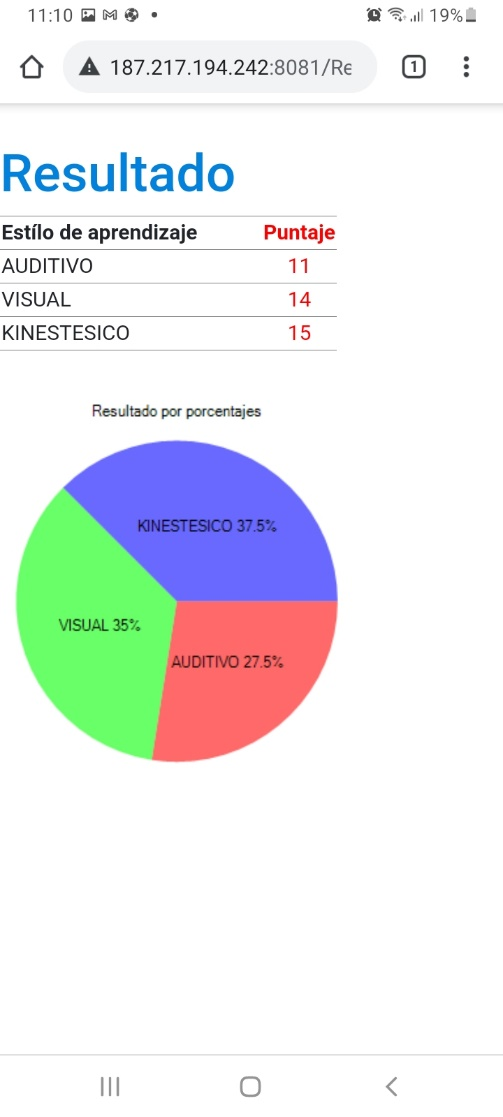 11:10 19%
187.217.194.242:8081/Re
1
Resultado
Estílo de aprendizaje Puntaje
AUDITIVO 11
VISUAL 14
KINESTESICO 15
Resultado por porcentajes
KINESTESICO 37.5%
VISUAL 35%
AUDITIVO 27.5%